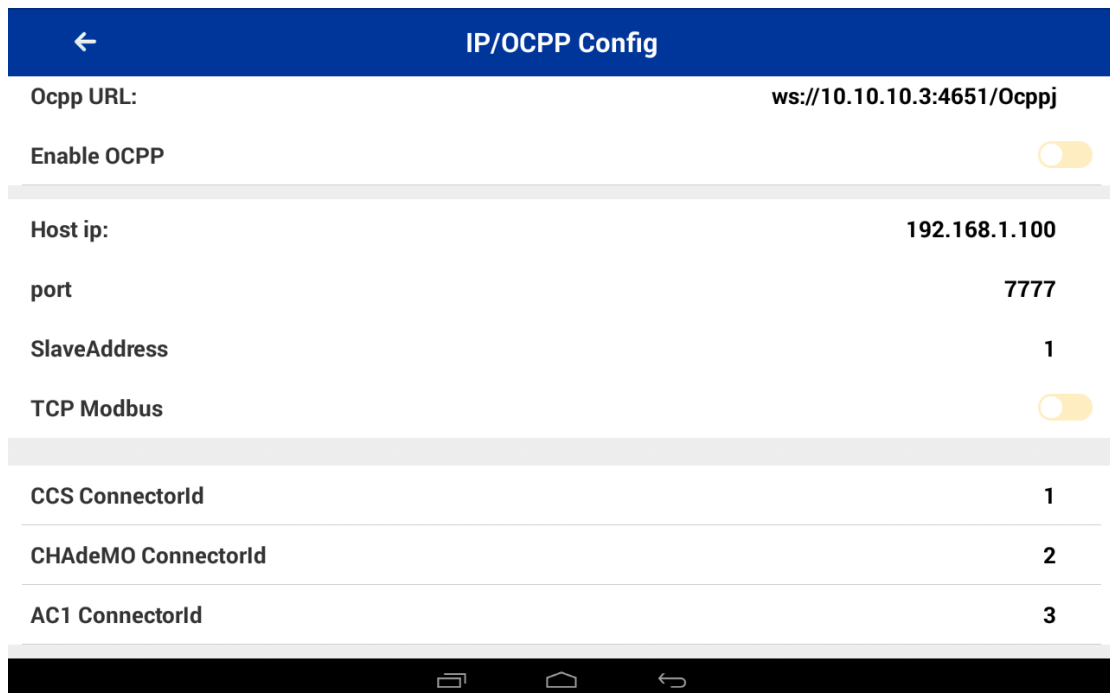 IP/OCPP Config
Ocpp URL: ws://10.10.10.3:4651/Ocppj
Enable OCPP
Host ip: 192.168.1.100
port 7777
SlaveAddress 1
TCP Modbus
CCS ConnectorId 1
CHAdeMO ConnectorId 2
AC1 ConnectorId 3